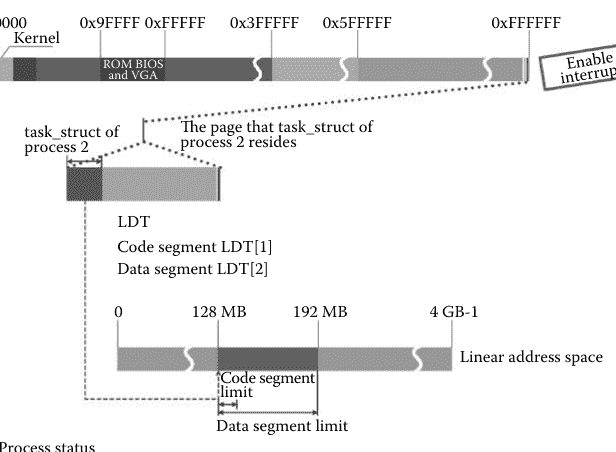 0000 0x9FFFF 0xFFFFF 0x3FFFFF 0x5FFFFF 0xFFFFFF
Kernel
ROM BIOS
and VGA
Enable
interrup
task_struct of
process 2
The page that task_struct of
process 2 resides
LDT
Code segment LDT[1]
Data segment LDT[2]
0 128 MB 192 MB 4 GB-1
Linear address space
Code segment
limit
Data segment limit
Process status